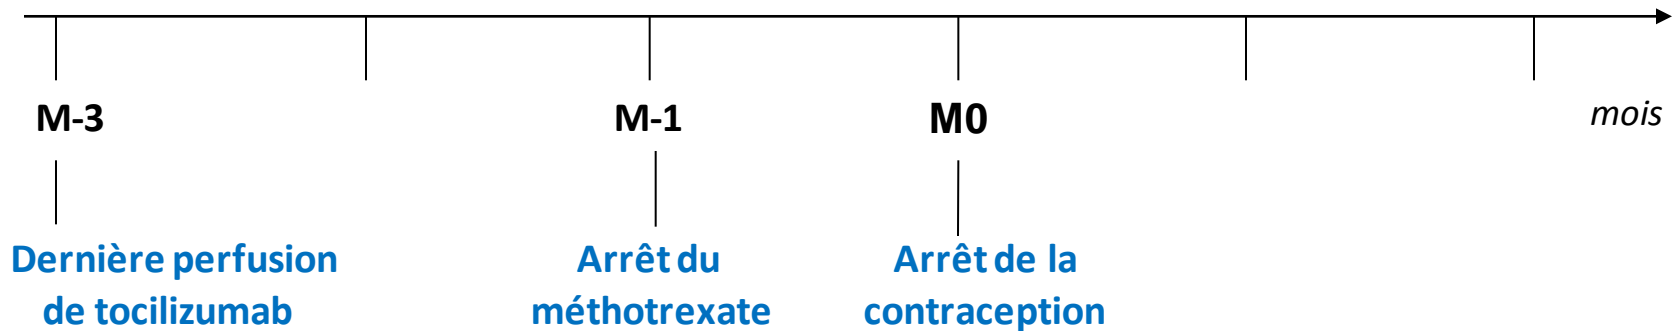 M-3
M-1
M0
mois
Dernière perfusion
de tocilizumab
Arrêt du
méthotrexate
Arrêt de la
contraception